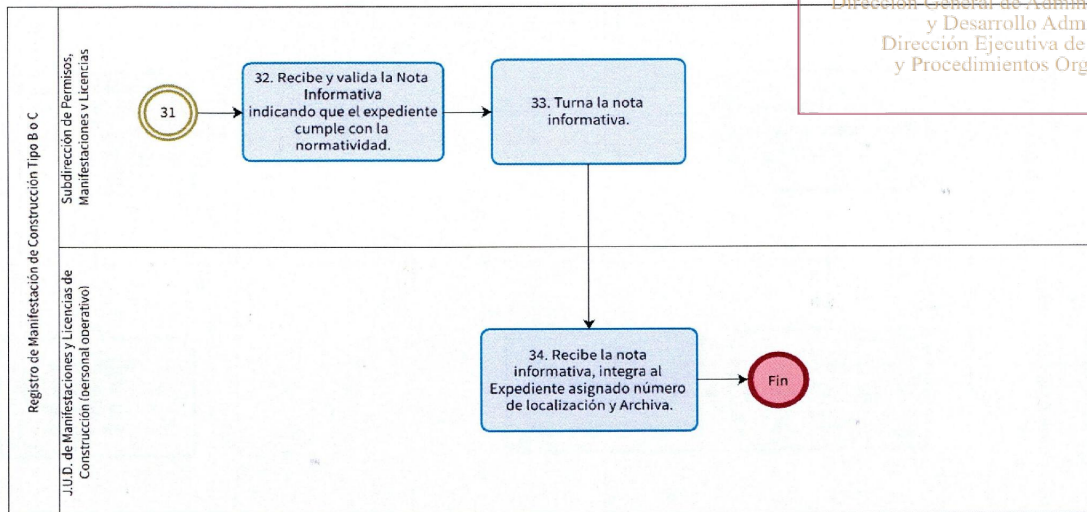 Dirección General de Admin
y Desarrollo Adm
Dirección Ejecutiva de
y Procedimientos Org
Registro de Manifestación de Construcción Tipo B o C
Subdirección de Permisos,
Manifestaciones y Licencias
31
32. Recibe y valida la Nota
Informativa
indicando que el expediente
cumple con la
normatividad.
33. Turna la nota
informativa.
J.U.D. de Manifestaciones y Licencias de
Construcción (personal operativo)
34. Recibe la nota
informativa, integra al
Expediente asignado número
de localización y Archiva.
Fin